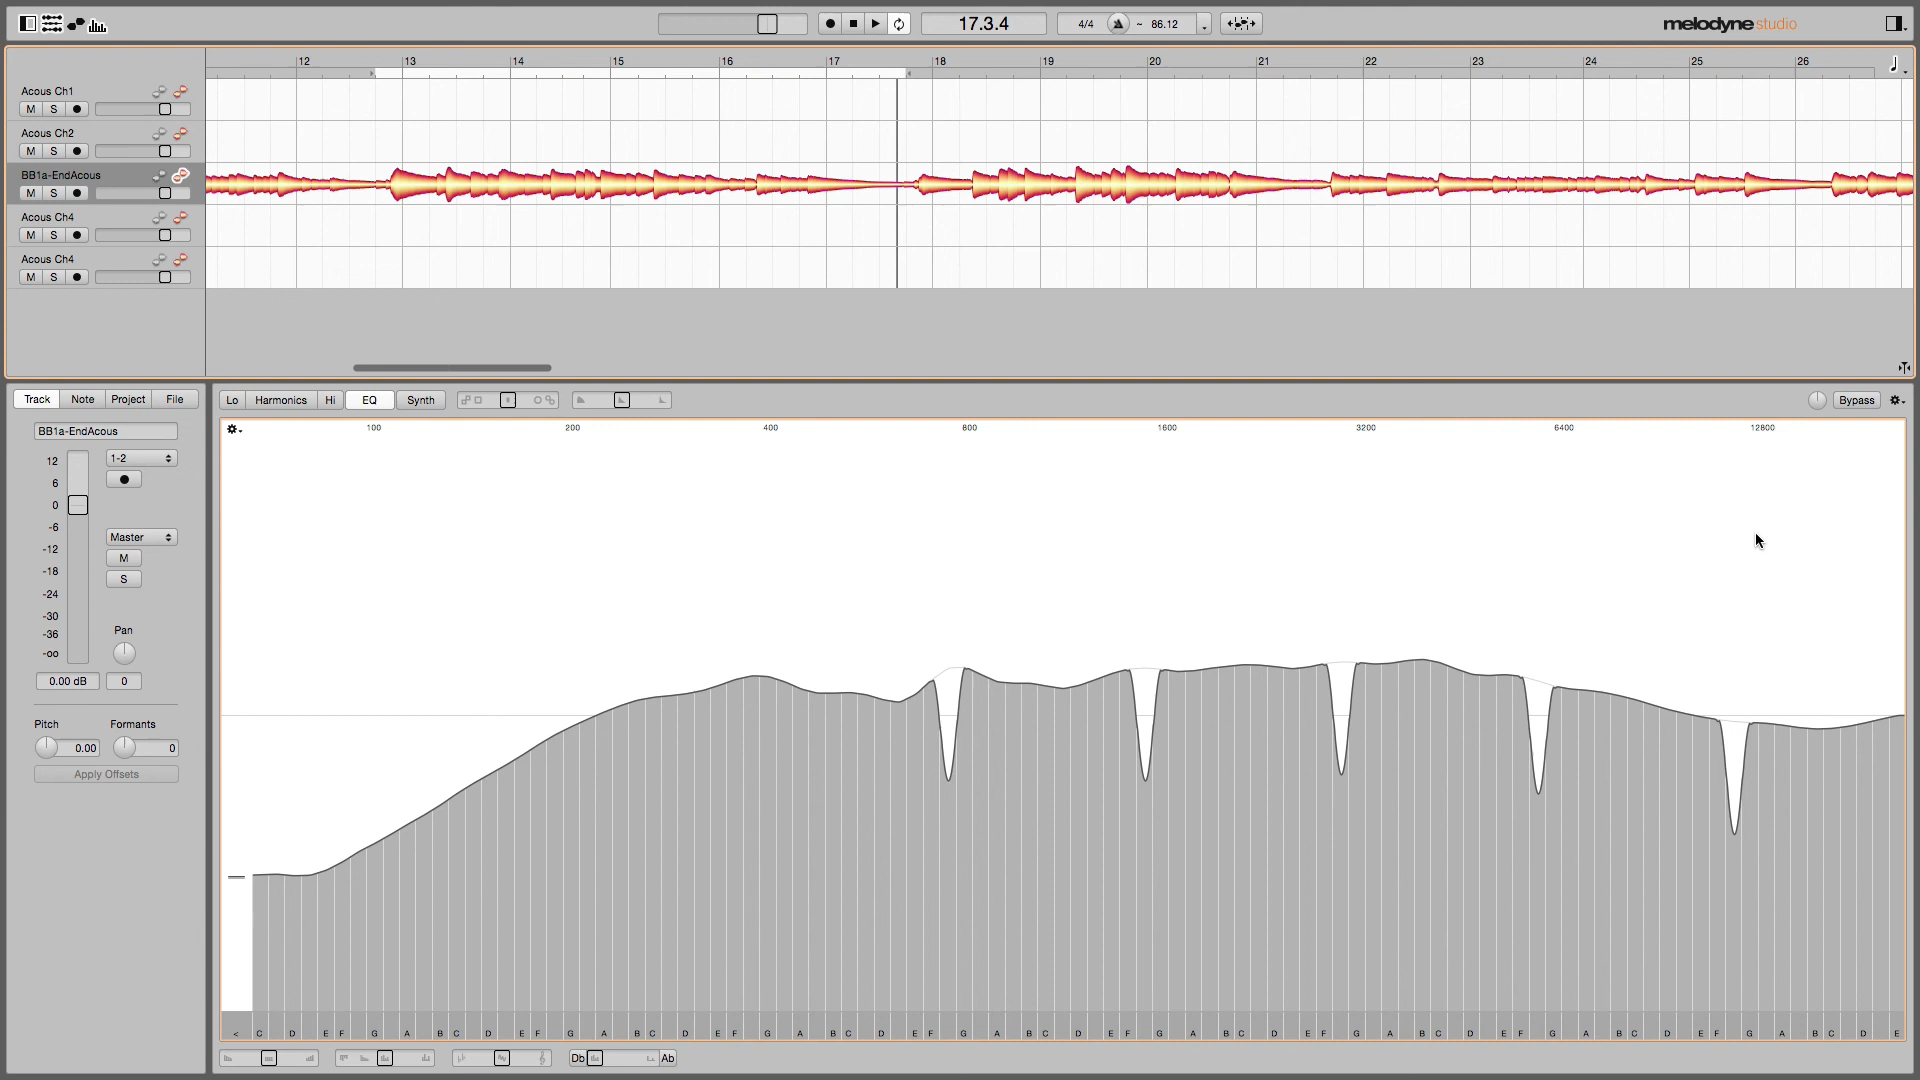 17.3.4
4/4
~ 86.12
melodyne studio
12 13 14 15 16 17 18 19 20 21 22 23 24 25 26
Acous Ch1
M S
Acous Ch2
M S
BB1a-EndAcous
M S
Acous Ch4
M S
Acous Ch4
M S
Track Note Project File
Lo Harmonics Hi EQ Synth
Bypass
BB1a-EndAcous
100 200 400 800 1600 3200 6400 12800
12
1-2
6
0
-6
Master
-12
M
-18
S
-24
-30
Pan
-36
-oo
0.00 dB
0
Pitch
Formants
0.00
0
Apply Offsets
< C D E F G A B C D E F G A B C D E F G A B C D E F G A B C D E F G A B C D E F G A B C D E F G A B C D E F G A B C D E
Db Ab